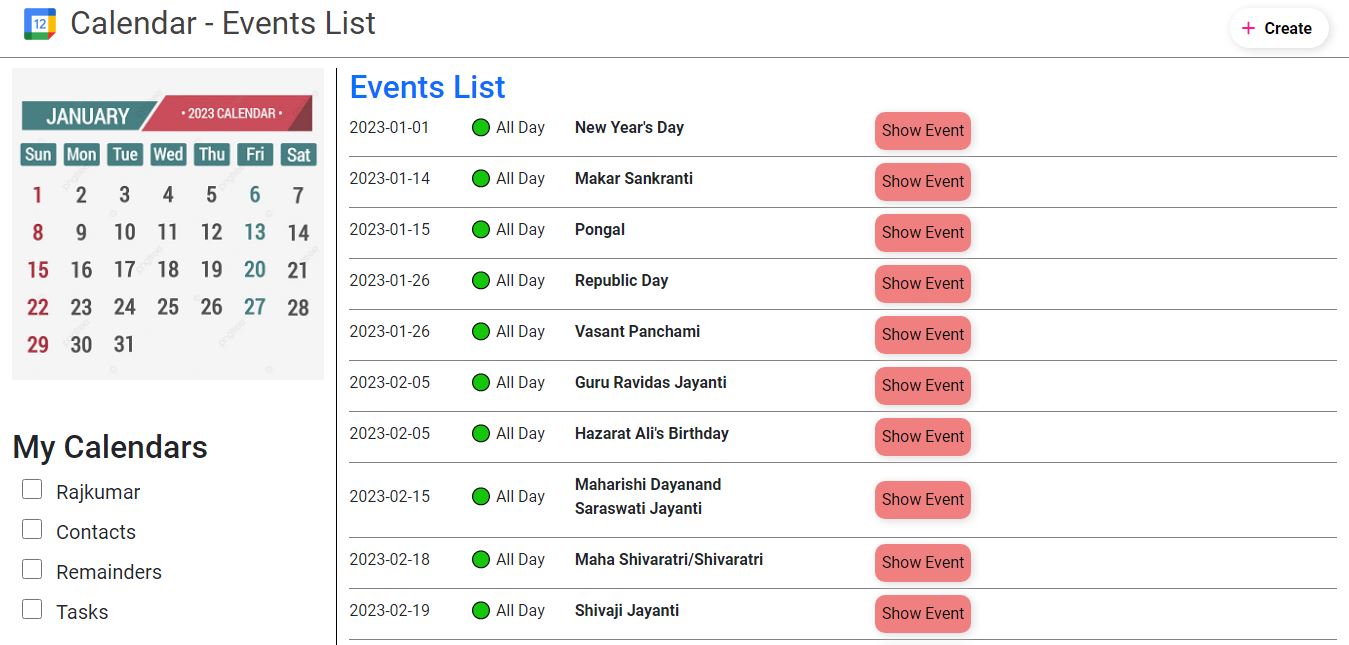 12
Calendar - Events List
+ Create
JANUARY
• 2023 CALENDAR •
Sun Mon Tue Wed Thu Fri Sat
1 2 3 4 5 6 7
8 9 10 11 12 13 14
15 16 17 18 19 20 21
22 23 24 25 26 27 28
29 30 31
My Calendars
Rajkumar
Contacts
Remainders
Tasks
Events List
2023-01-01 All Day New Year's Day Show Event
2023-01-14 All Day Makar Sankranti Show Event
2023-01-15 All Day Pongal Show Event
2023-01-26 All Day Republic Day Show Event
2023-01-26 All Day Vasant Panchami Show Event
2023-02-05 All Day Guru Ravidas Jayanti Show Event
2023-02-05 All Day Hazarat Ali's Birthday Show Event
2023-02-15 All Day Maharishi Dayanand
Saraswati Jayanti Show Event
2023-02-18 All Day Maha Shivaratri/Shivaratri Show Event
2023-02-19 All Day Shivaji Jayanti Show Event